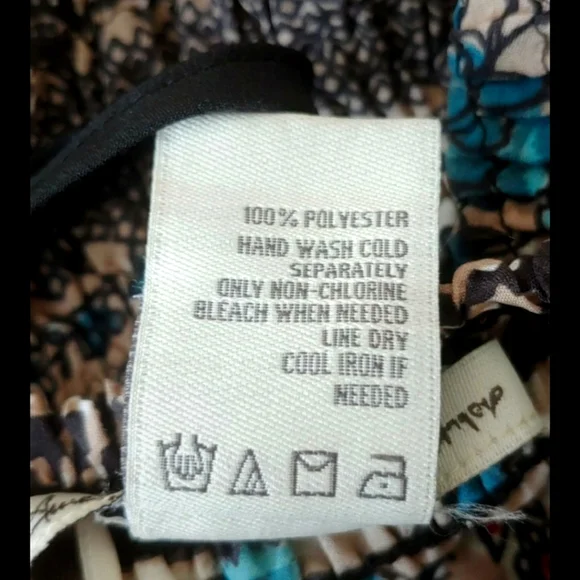 100% POLYESTER
HAND WASH COLD
SEPARATELY
ONLY NON-CHLORINE
BLEACH WHEN NEEDED
LINE DRY
COOL IRON IF
NEEDED